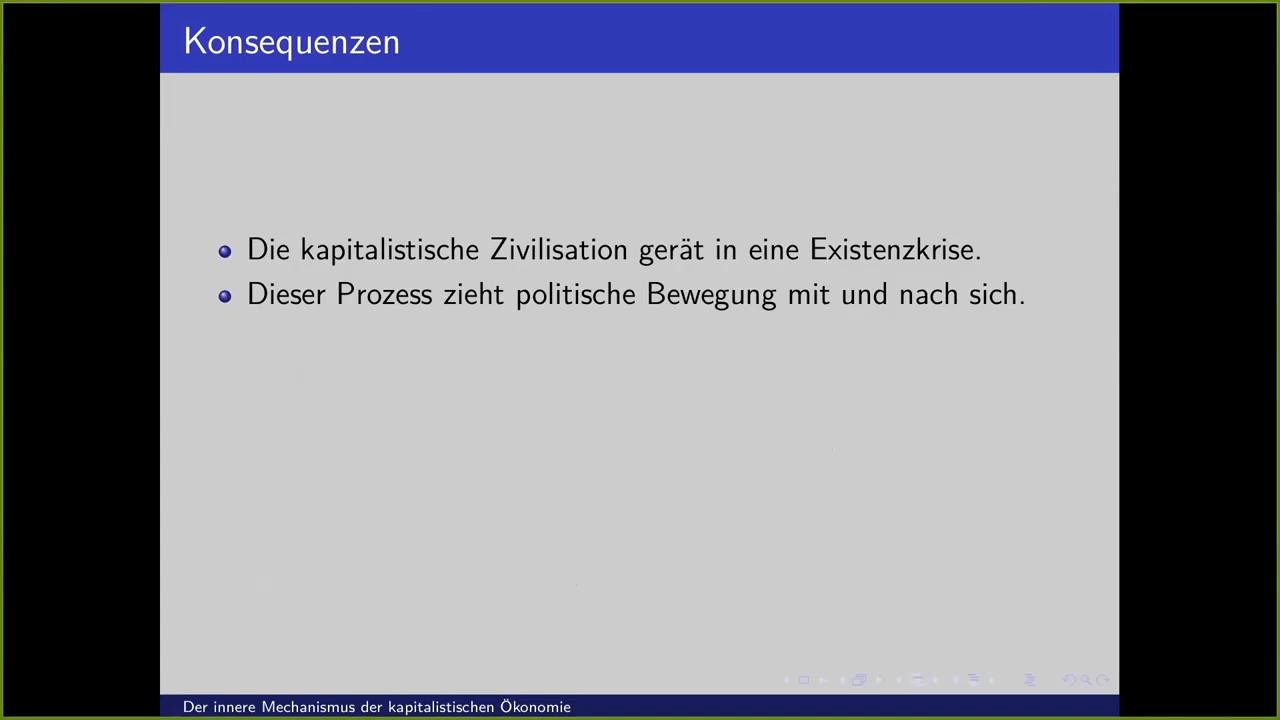 Konsequenzen
Die kapitalistische Zivilisation gerät in eine Existenzkrise.
Dieser Prozess zieht politische Bewegung mit und nach sich.
Der innere Mechanismus der kapitalistischen Ökonomie